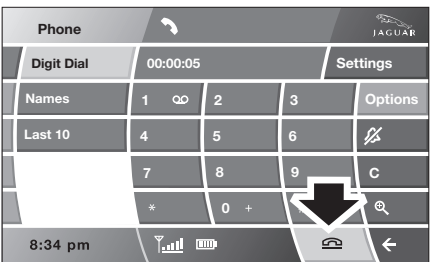 Phone JAGUAR
Digit Dial 00:00:05 Settings
Names 1 2 3 Options
Last 10 4 5 6
7 8 9 C
* 0 +
8:34 pm